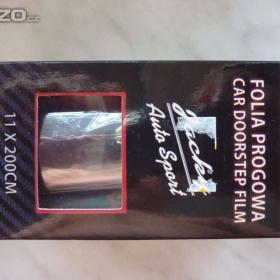 FOLIA PROGOWA
CAR DOORSTEP FILM
Auto Sport
11 X 200CM